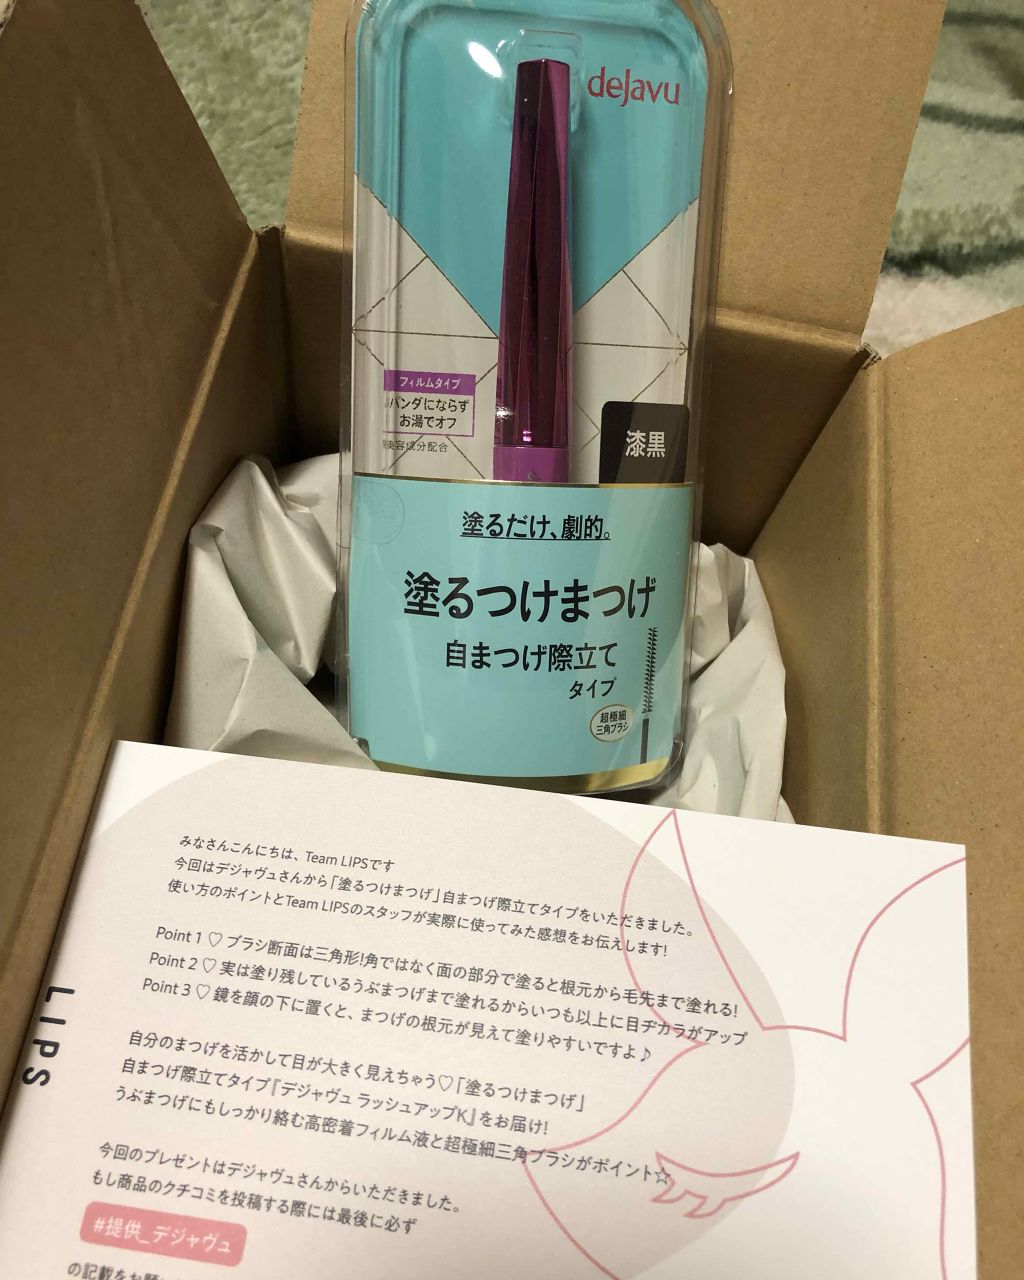 dejavu
フィルムタイプ
パンダにならず
お湯でオフ
美容成分配合
漆黒
塗るだけ、劇的。
塗るつけまつげ
自まつげ際立て
タイプ
超極細
三角ブラシ
みなさんこんにちは、Team LIPSです
今回はデジャヴュさんから「塗るつけまつげ」自まつげ際立てタイプをいただきました。
使い方のポイントとTeam LIPSのスタッフが実際に使ってみた感想をお伝えします!
Point 1 ♡ ブラシ断面は三角形!角ではなく面の部分で塗ると根元から毛先まで塗れる!
Point 2 ♡ 実は塗り残しているうぶまつげまで塗れるからいつも以上に目ヂカラがアップ
Point 3 ♡ 鏡を顔の下に置くと、まつげの根元が見えて塗りやすいですよ♪
自分のまつげを活かして目が大きく見えちゃう♡「塗るつけまつげ」
自まつげ際立てタイプ『デジャヴュ ラッシュアップK』をお届け!
うぶまつげにもしっかり絡む高密着フィルム液と超極細三角ブラシがポイント☆
今回のプレゼントはデジャヴュさんからいただきました。
もし商品のクチコミを投稿する際には最後に必ず
#提供_デジャヴュ
の記載をお願い
LIPS